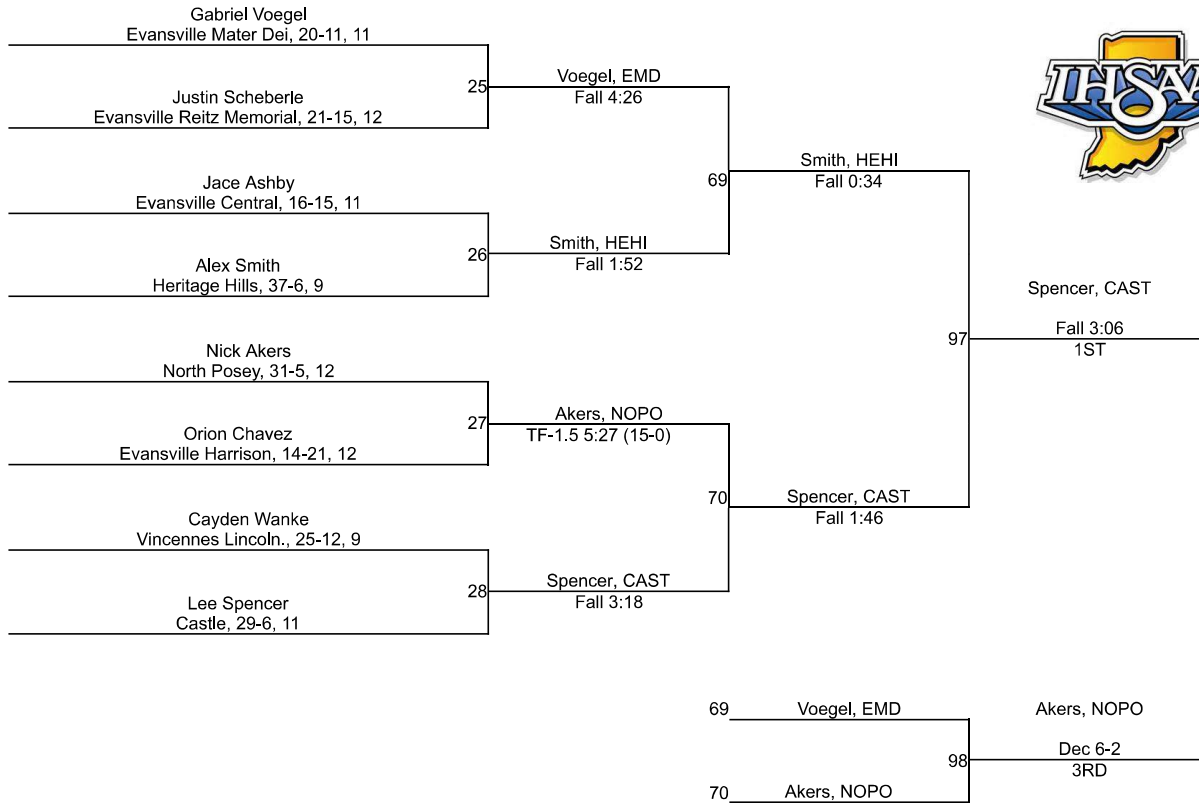 Gabriel Voegel
Evansville Mater Dei, 20-11, 11
25
Voegel, EMD
Fall 4:26
Justin Scheberle
Evansville Reitz Memorial, 21-15, 12
IHSAA
69
Smith, HEHI
Fall 0:34
Jace Ashby
Evansville Central, 16-15, 11
26
Smith, HEHI
Fall 1:52
Alex Smith
Heritage Hills, 37-6, 9
97
Spencer, CAST
Fall 3:06
1ST
Nick Akers
North Posey, 31-5, 12
27
Akers, NOPO
TF-1.5 5:27 (15-0)
Orion Chavez
Evansville Harrison, 14-21, 12
70
Spencer, CAST
Fall 1:46
Cayden Wanke
Vincennes Lincoln., 25-12, 9
28
Spencer, CAST
Fall 3:18
Lee Spencer
Castle, 29-6, 11
69
Voegel, EMD
98
Akers, NOPO
Dec 6-2
3RD
70
Akers, NOPO